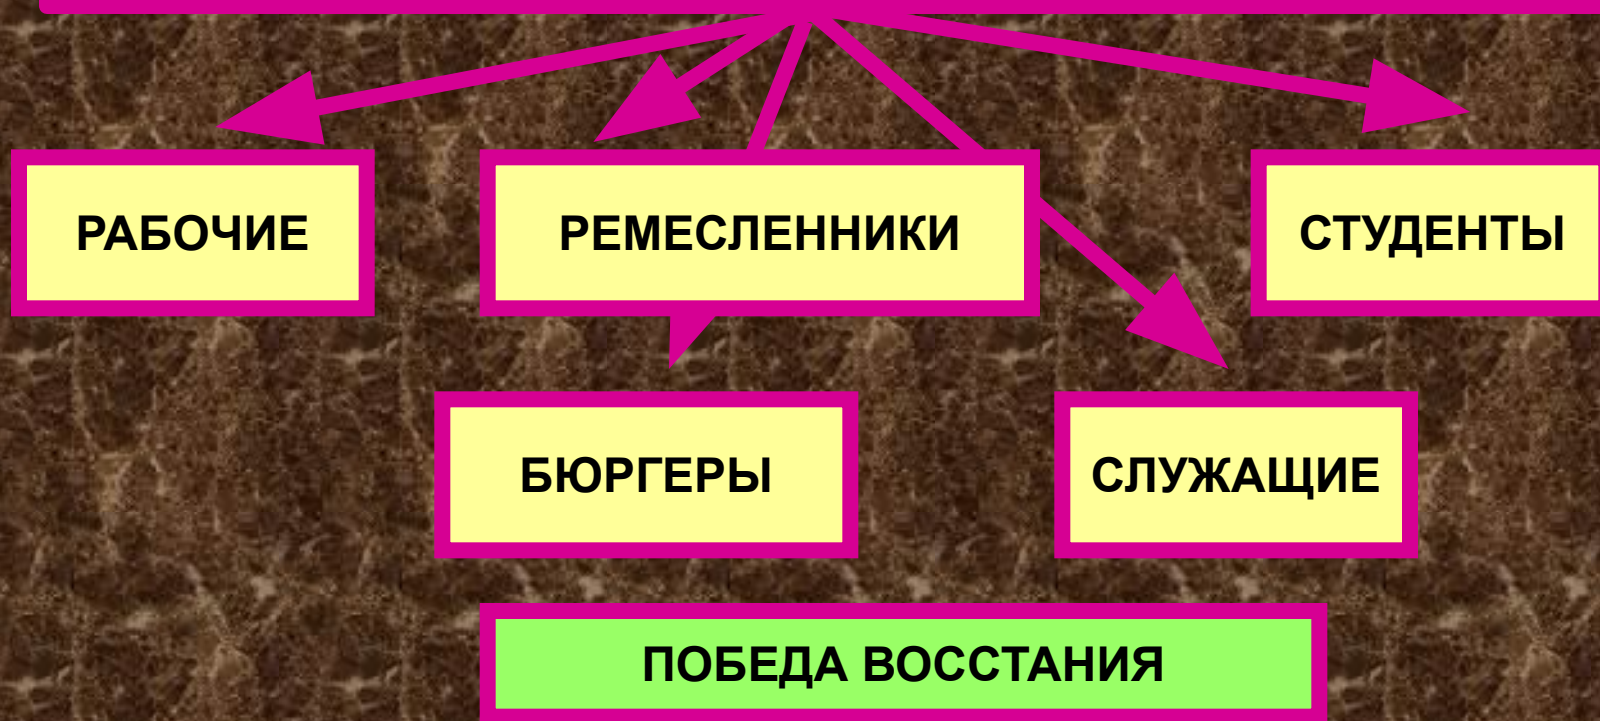 РАБОЧИЕ
РЕМЕСЛЕННИКИ
СТУДЕНТЫ
БЮРГЕРЫ
СЛУЖАЩИЕ
ПОБЕДА ВОССТАНИЯ